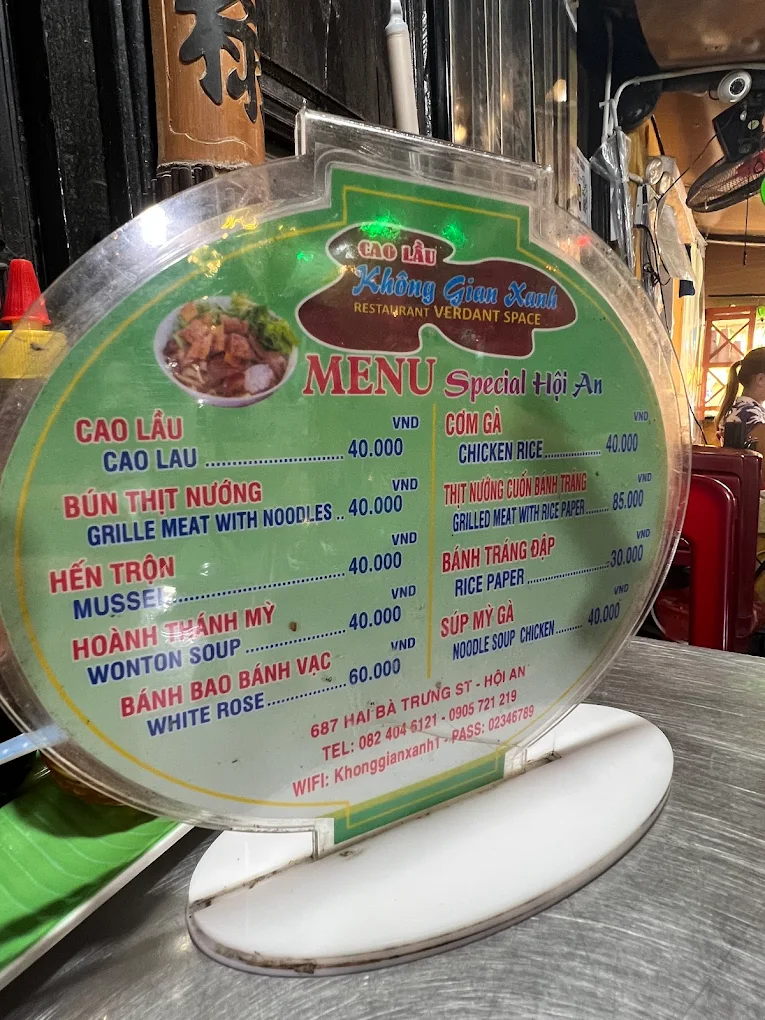 CAO LẦU
Không Gian Xanh
RESTAURANT VERDANT SPACE
MENU Special Hội An
VND
CAO LẦU
CAO LAU ........................ 40.000
VND
BÚN THỊT NƯỚNG
GRILLE MEAT WITH NOODLES .. 40.000
VND
HẾN TRỘN
MUSSEL ........................ 40.000
VND
HOÀNH THÁNH MỲ
WONTON SOUP .................. 40.000
VND
BÁNH BAO BÁNH VẠC
WHITE ROSE .............. 60.000
VND
CƠM GÀ
CHICKEN RICE ............ 40.000
VND
THỊT NƯỚNG CUỐN BÁNH TRÁNG
GRILLED MEAT WITH RICE PAPER ........ 85.000
VND
BÁNH TRÁNG ĐẬP
RICE PAPER .................. 30.000
VND
SÚP MỲ GÀ
NOODLE SOUP CHICKEN ........ 40.000
687 HAI BÀ TRƯNG ST - HỘI AN
TEL: 082 404 6121 - 0905 721 219
WIFI: Khonggianxanh1 - PASS: 02346789